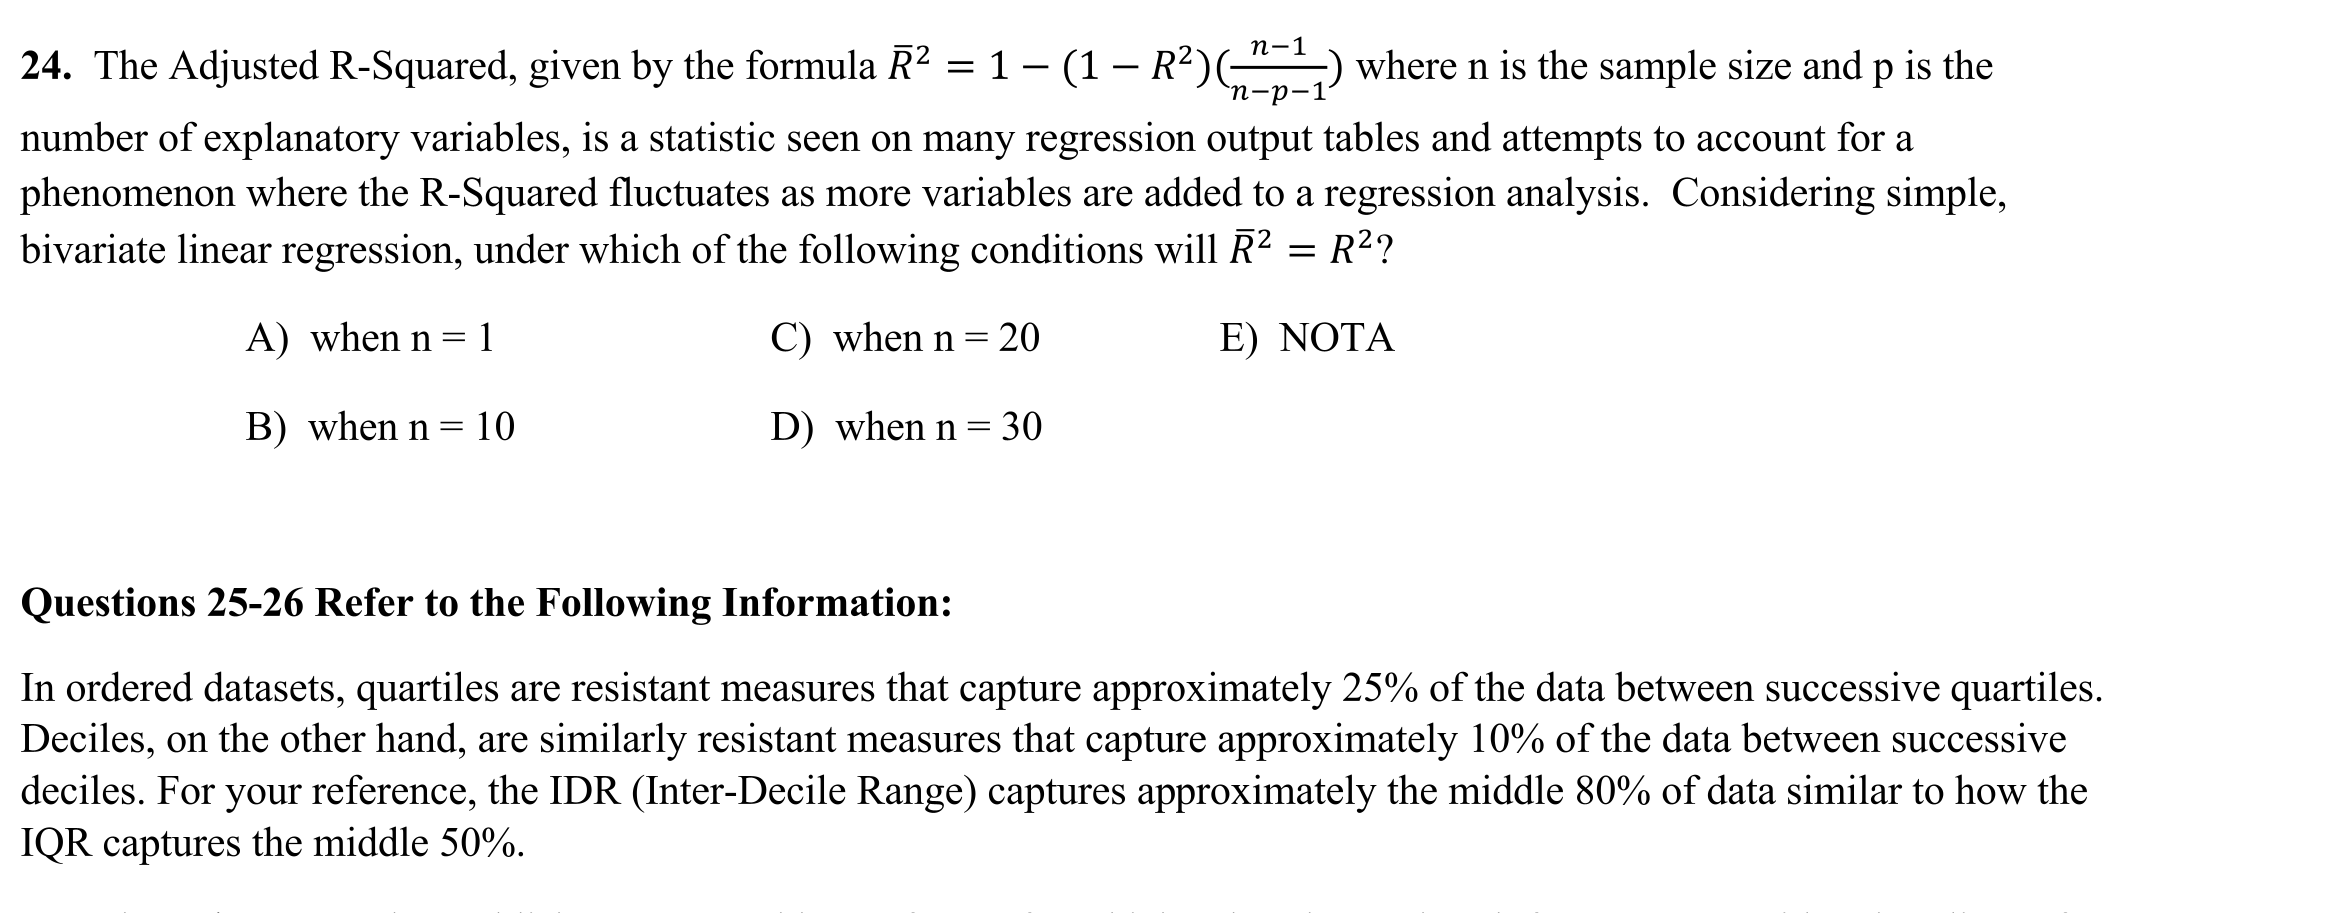 24. The Adjusted R-Squared, given by the formula R̄² = 1 − (1 − R²)(n−1/n−p−1) where n is the sample size and p is the
number of explanatory variables, is a statistic seen on many regression output tables and attempts to account for a
phenomenon where the R-Squared fluctuates as more variables are added to a regression analysis. Considering simple,
bivariate linear regression, under which of the following conditions will R̄² = R²?
A) when n = 1 C) when n = 20 E) NOTA
B) when n = 10 D) when n = 30
Questions 25-26 Refer to the Following Information:
In ordered datasets, quartiles are resistant measures that capture approximately 25% of the data between successive quartiles.
Deciles, on the other hand, are similarly resistant measures that capture approximately 10% of the data between successive
deciles. For your reference, the IDR (Inter-Decile Range) captures approximately the middle 80% of data similar to how the
IQR captures the middle 50%.